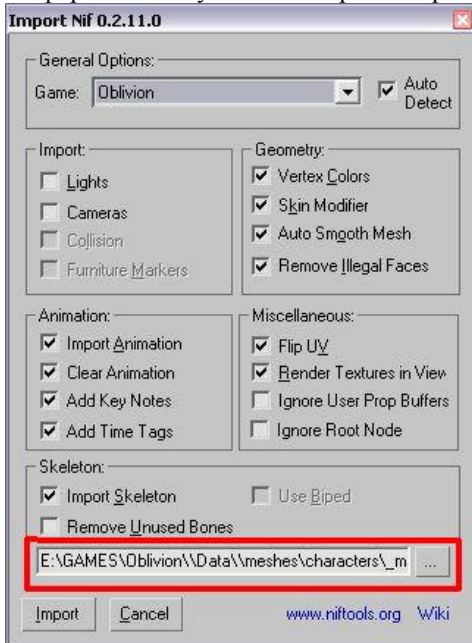 Import Nif 0.2.11.0
General Options:
Game: Oblivion
Auto Detect
Import:
Lights
Cameras
Collision
Furniture Markers
Geometry:
Vertex Colors
Skin Modifier
Auto Smooth Mesh
Remove Illegal Faces
Animation:
Import Animation
Clear Animation
Add Key Notes
Add Time Tags
Miscellaneous:
Flip UV
Render Textures in View
Ignore User Prop Buffers
Ignore Root Node
Skeleton:
Import Skeleton
Use Biped
Remove Unused Bones
E:\GAMES\Oblivion\\Data\\meshes\characters\_m ...
Import Cancel www.niftools.org Wiki